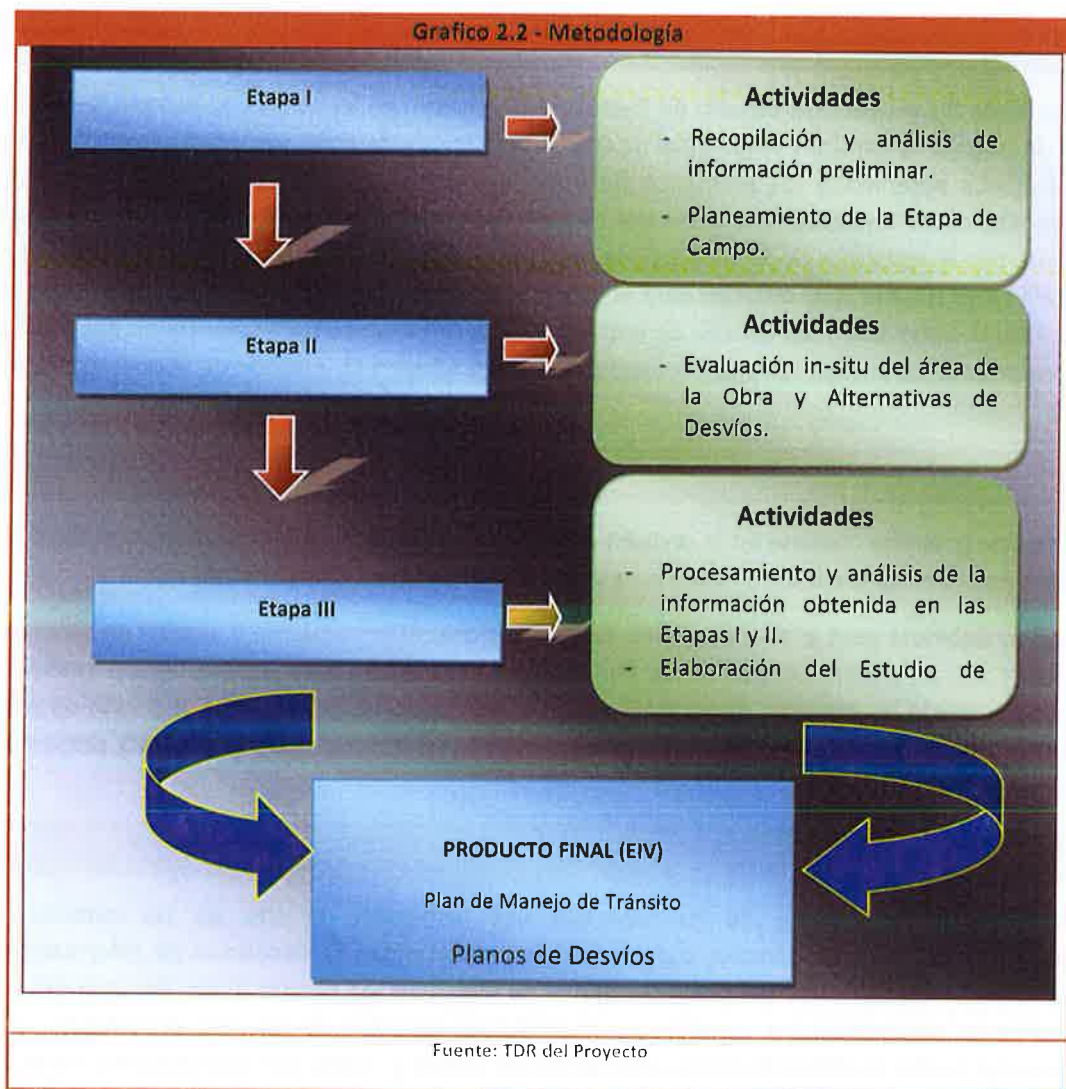 Grafico 2.2 - Metodología
Etapa I
Actividades
- Recopilación y análisis de
información preliminar.
- Planeamiento de la Etapa de
Campo.
Etapa II
Actividades
- Evaluación in-situ del área de
la Obra y Alternativas de
Desvíos.
Etapa III
Actividades
- Procesamiento y análisis de la
información obtenida en las
Etapas I y II.
- Elaboración del Estudio de
PRODUCTO FINAL (EIV)
Plan de Manejo de Tránsito
Planos de Desvíos
Fuente: TDR del Proyecto